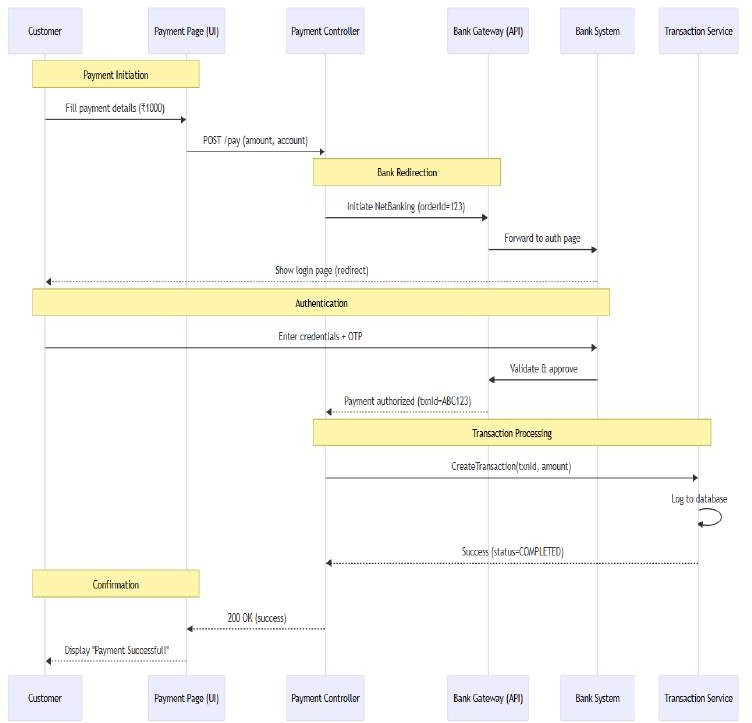 Customer
Payment Page (UI)
Payment Controller
Bank Gateway (API)
Bank System
Transaction Service
Payment Initiation
Fill payment details (₹1000)
POST /pay (amount, account)
Bank Redirection
Initiate NetBanking (orderId=123)
Forward to auth page
Show login page (redirect)
Authentication
Enter credentials + OTP
Validate & approve
Payment authorized (txnId=ABC123)
Transaction Processing
CreateTransaction(txnId, amount)
Log to database
Success (status=COMPLETED)
Confirmation
200 OK (success)
Display "Payment Successful!"
Customer
Payment Page (UI)
Payment Controller
Bank Gateway (API)
Bank System
Transaction Service